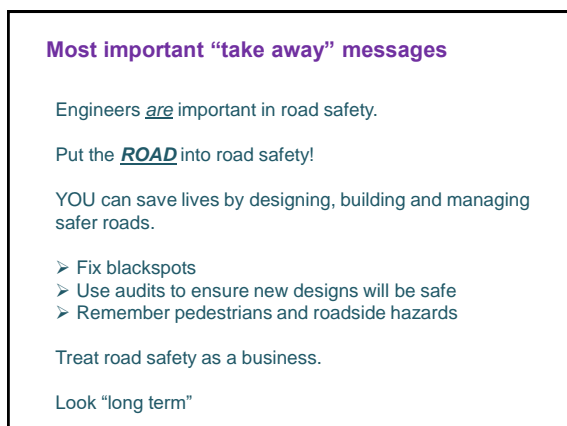 Most important “take away” messages
Engineers are important in road safety.
Put the ROAD into road safety!
YOU can save lives by designing, building and managing
safer roads.
➢ Fix blackspots
➢ Use audits to ensure new designs will be safe
➢ Remember pedestrians and roadside hazards
Treat road safety as a business.
Look “long term”